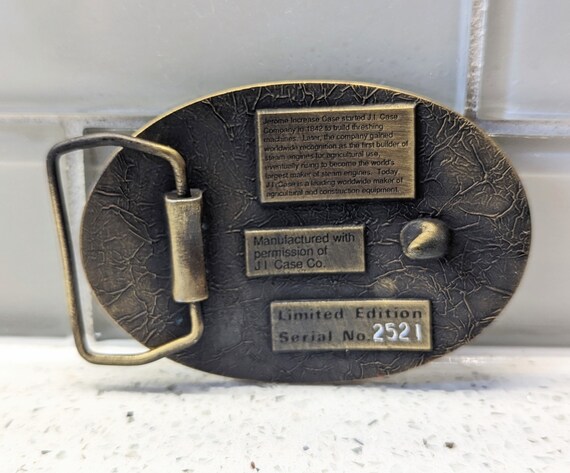 Jerome Increase Case started J.I. Case
Company in 1842 to build threshing
machines. Later, the company gained
worldwide recognition as the first builder of
steam engines for agricultural use,
eventually rising to become the world's
largest maker of steam engines. Today
J.I. Case is a leading worldwide maker of
agricultural and construction equipment.
Manufactured with
permission of
J.I. Case Co.
Limited Edition
Serial No. 2521